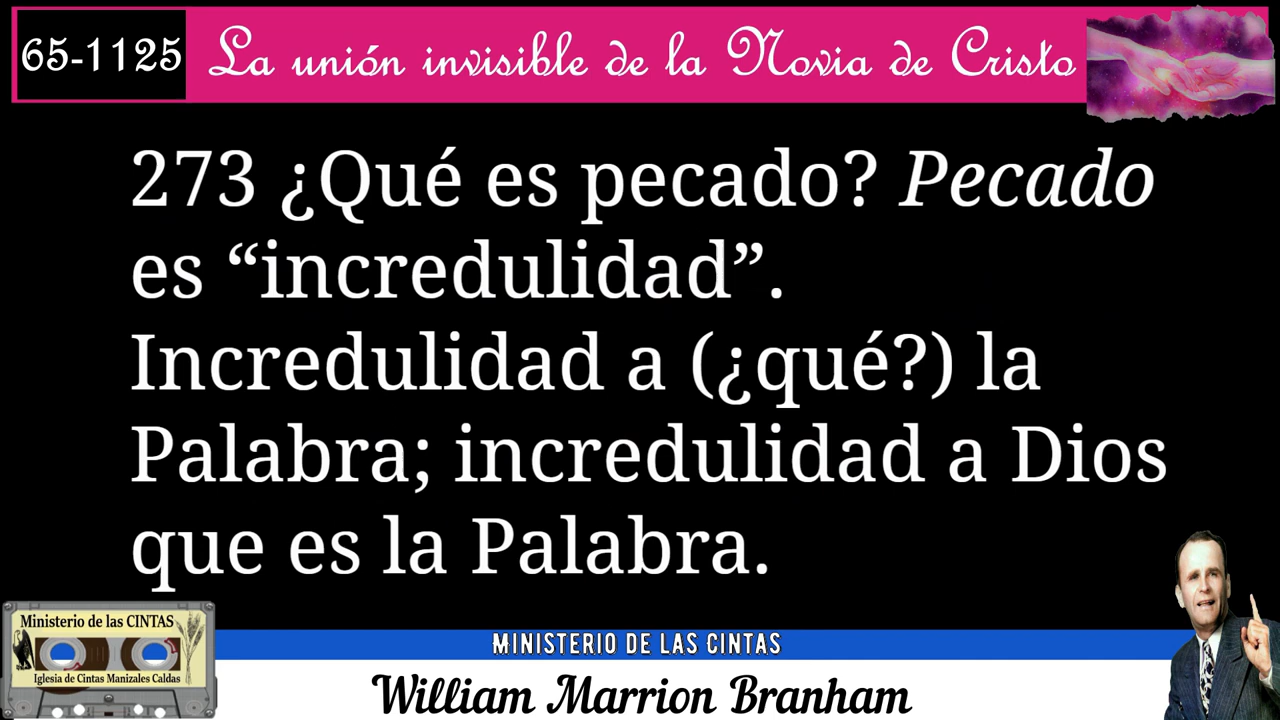 65-1125 La unión invisible de la Novia de Cristo
273 ¿Qué es pecado? Pecado
es “incredulidad”.
Incredulidad a (¿qué?) la
Palabra; incredulidad a Dios
que es la Palabra.
Ministerio de las CINTAS
Iglesia de Cintas Manizales Caldas
MINISTERIO DE LAS CINTAS
William Marrion Branham